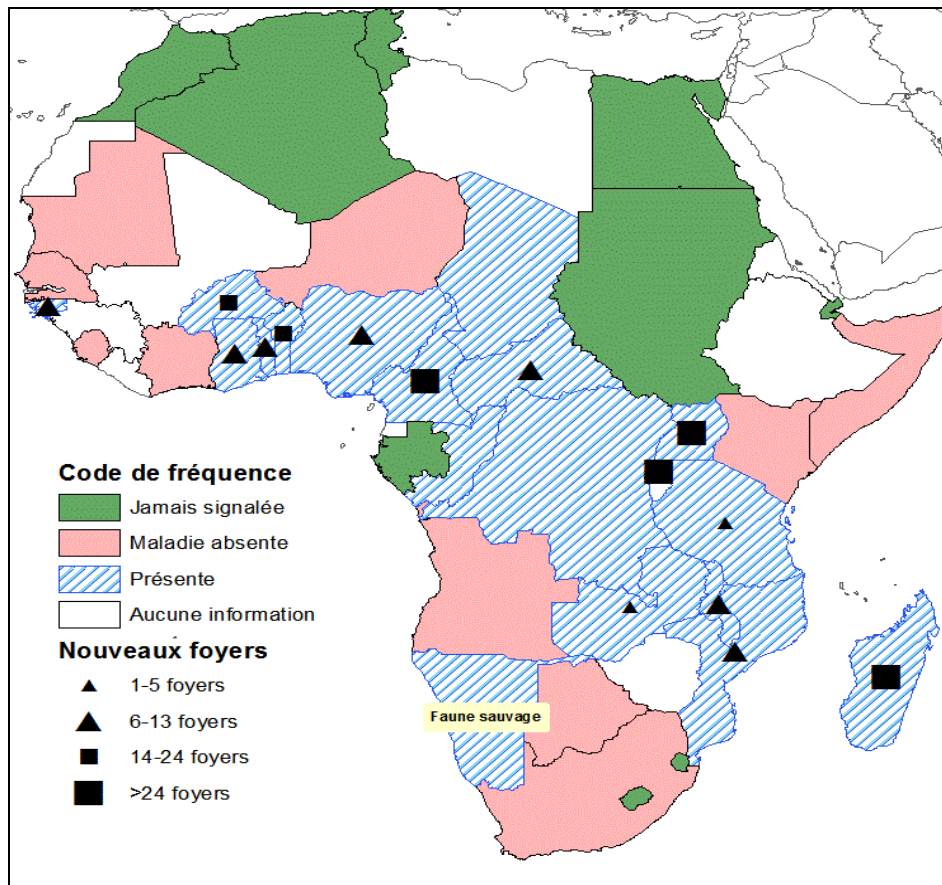 Code de fréquence
Jamais signalée
Maladie absente
Présente
Aucune information
Nouveaux foyers
1-5 foyers
6-13 foyers
14-24 foyers
>24 foyers
Faune sauvage